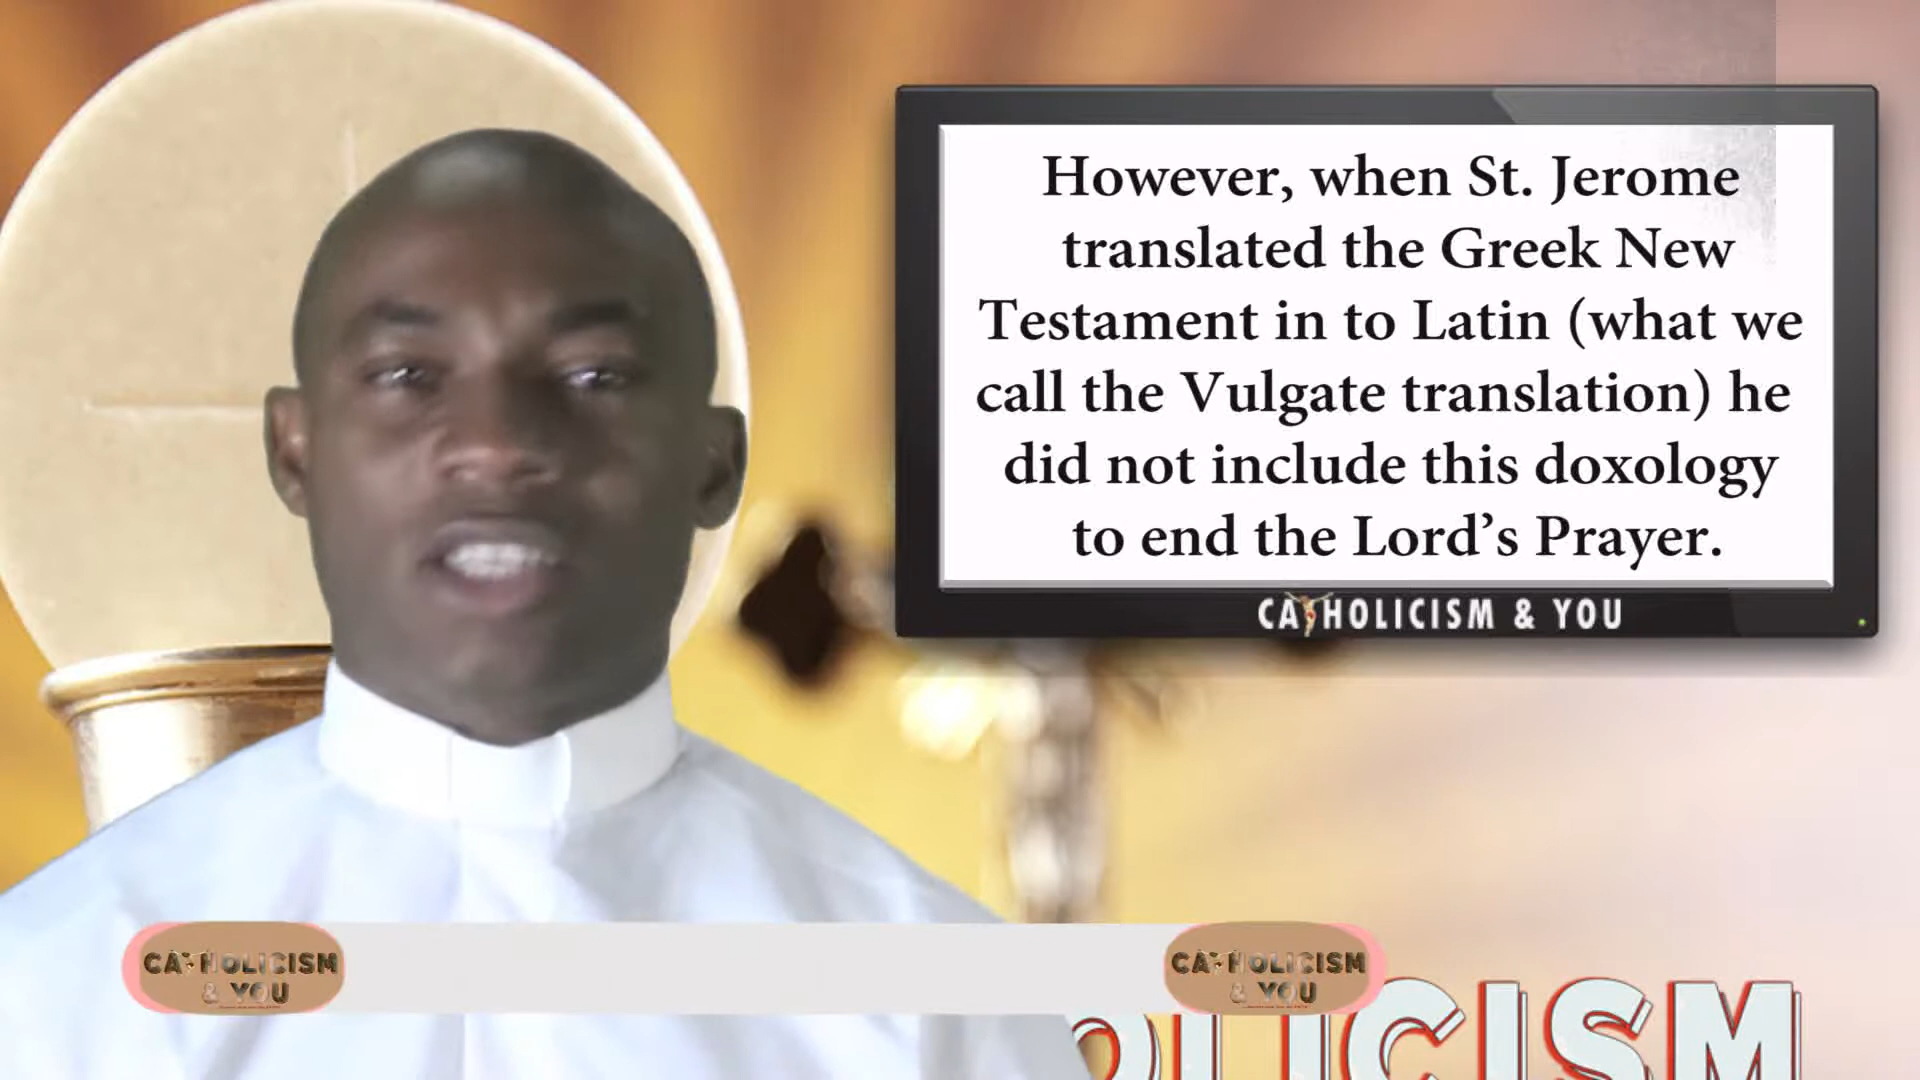 However, when St. Jerome
translated the Greek New
Testament in to Latin (what we
call the Vulgate translation) he
did not include this doxology
to end the Lord's Prayer.
CATHOLICISM & YOU
CATHOLICISM
& YOU
CATHOLICISM
& YOU
OLICISM